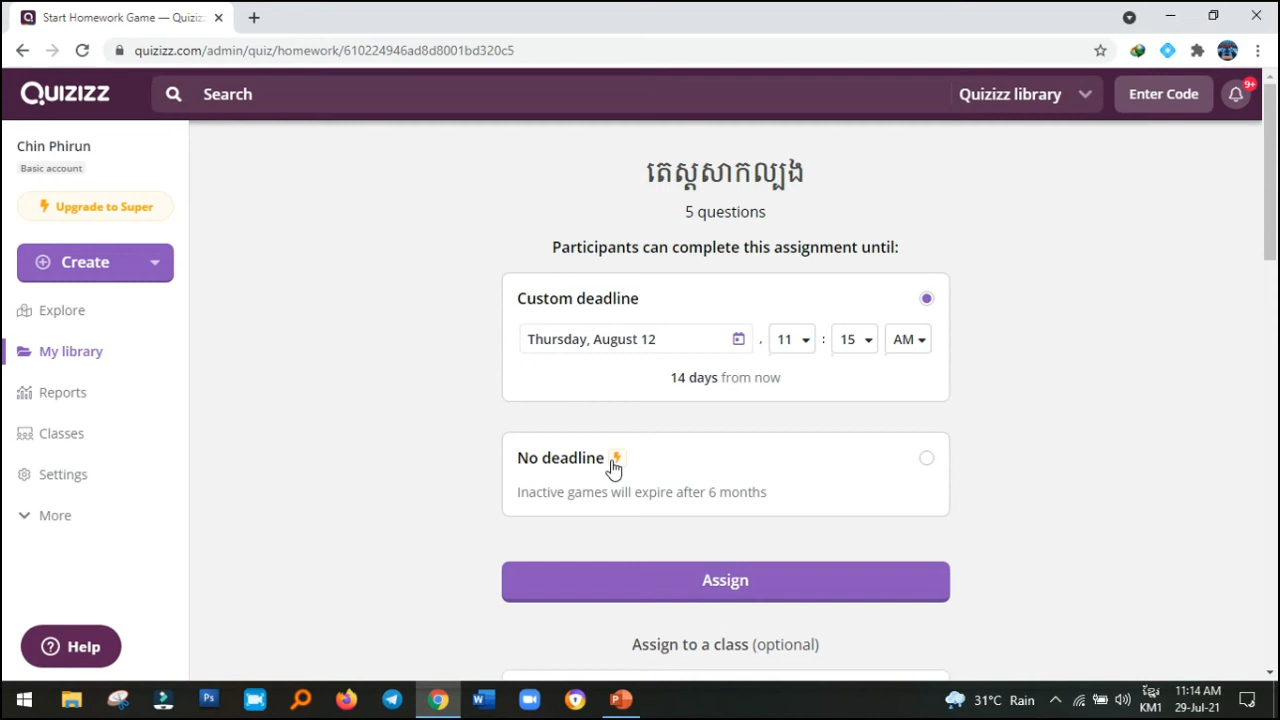 Start Homework Game — Quiziz
quizizz.com/admin/quiz/homework/610224946ad8d8001bd320c5
QUIZIZZ
Search
Quizizz library
Enter Code
9+
Chin Phirun
Basic account
Upgrade to Super
Create
Explore
My library
Reports
Classes
Settings
More
Help
តេស្តសាកល្បង
5 questions
Participants can complete this assignment until:
Custom deadline
Thursday, August 12 , 11 : 15 AM
14 days from now
No deadline
Inactive games will expire after 6 months
Assign
Assign to a class (optional)
31°C Rain
ខ្មែរ
KM1
11:14 AM
29-Jul-21